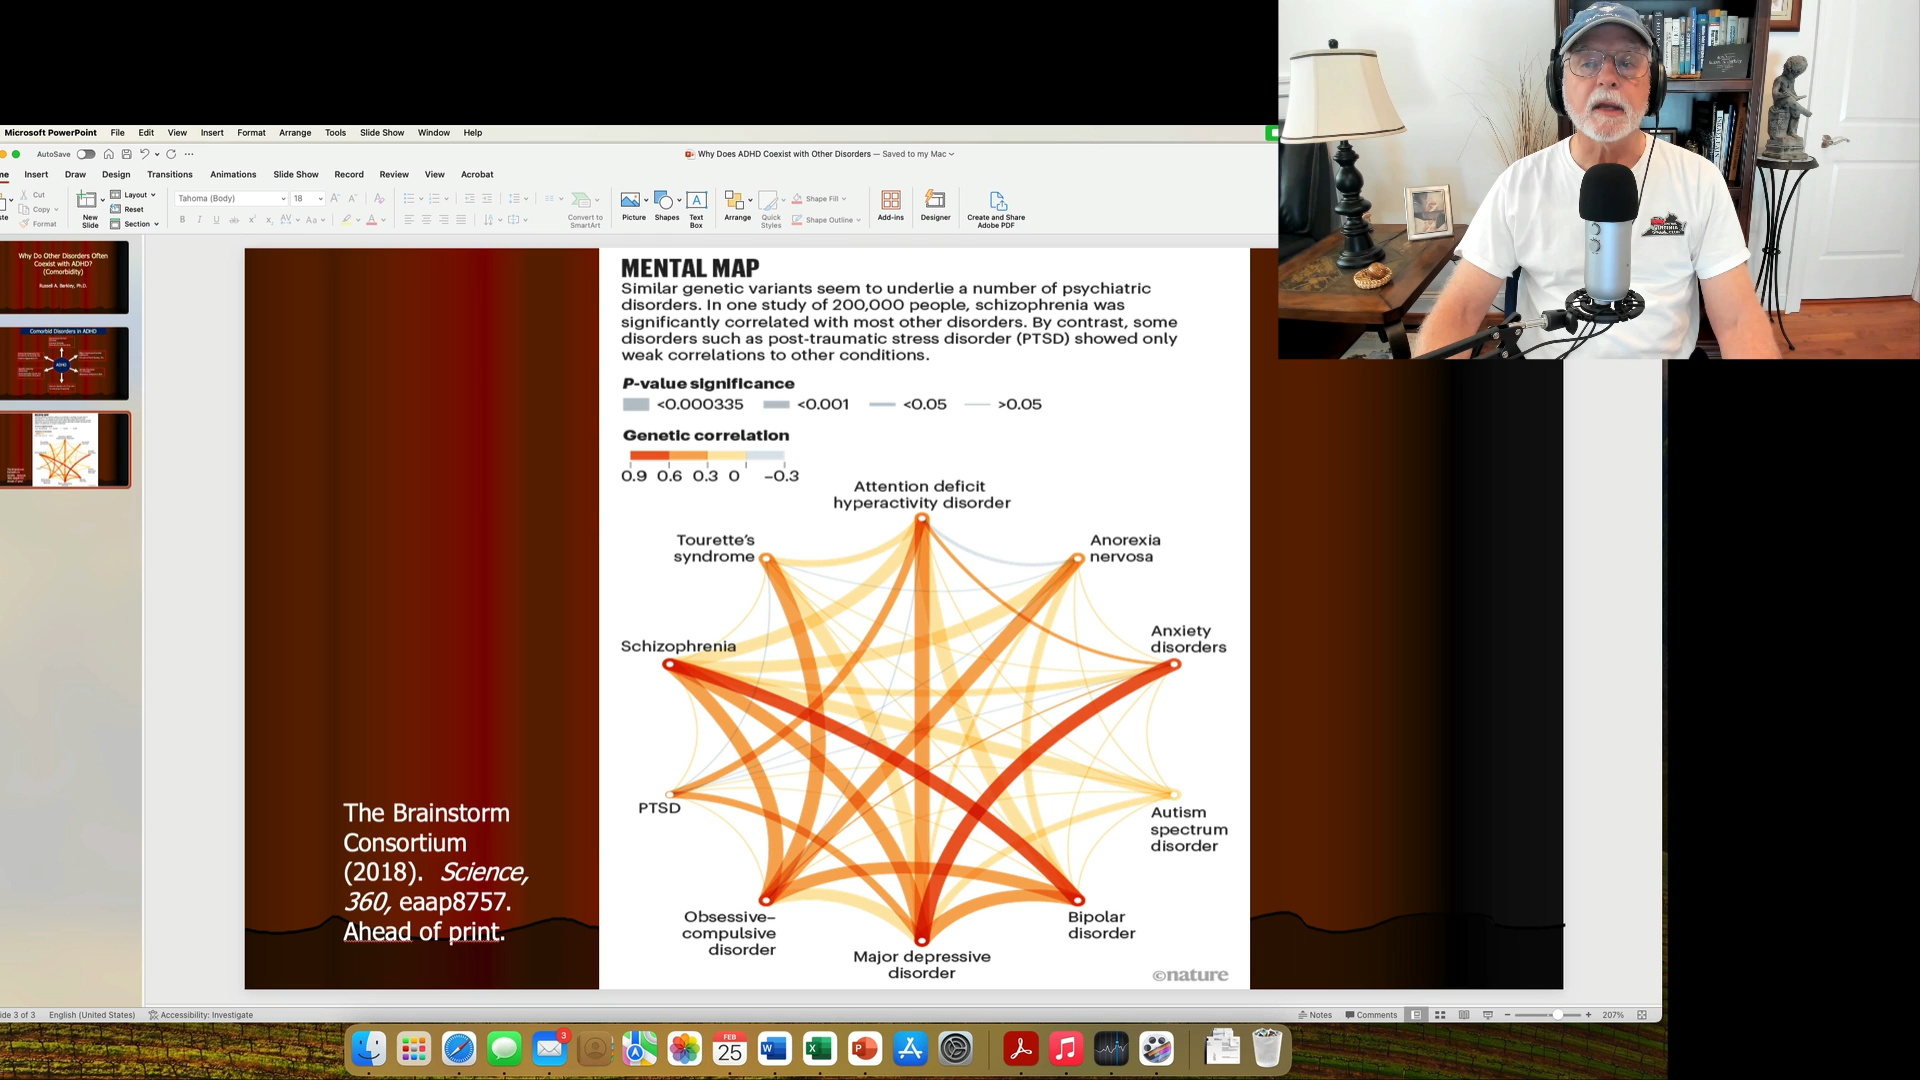 Microsoft PowerPoint File Edit View Insert Format Arrange Tools Slide Show Window Help
AutoSave
Why Does ADHD Coexist with Other Disorders — Saved to my Mac
Insert Draw Design Transitions Animations Slide Show Record Review View Acrobat
Cut
Copy
Format
New
Slide
Layout
Reset
Section
Tahoma (Body) 18
Convert to
SmartArt
Picture
Shapes
Text
Box
Arrange
Quick
Styles
Shape Fill
Shape Outline
Add-ins
Designer
Create and Share
Adobe PDF
Why Do Other Disorders Often
Coexist with ADHD?
(Comorbidity)
Russell A. Barkley, Ph.D.
Comorbid Disorders in ADHD
ADHD
MENTAL MAP
Similar genetic variants seem to underlie a number of psychiatric
disorders. In one study of 200,000 people, schizophrenia was
significantly correlated with most other disorders. By contrast, some
disorders such as post-traumatic stress disorder (PTSD) showed only
weak correlations to other conditions.
P-value significance
<0.000335 <0.001 <0.05 >0.05
Genetic correlation
0.9 0.6 0.3 0 −0.3
Attention deficit
hyperactivity disorder
Tourette's
syndrome
Anorexia
nervosa
Schizophrenia
Anxiety
disorders
PTSD
Autism
spectrum
disorder
Obsessive–
compulsive
disorder
Major depressive
disorder
Bipolar
disorder
©nature
The Brainstorm
Consortium
(2018). Science,
360, eaap8757.
Ahead of print.
3 of 3 English (United States) Accessibility: Investigate
Notes Comments 207%
3
FEB
25